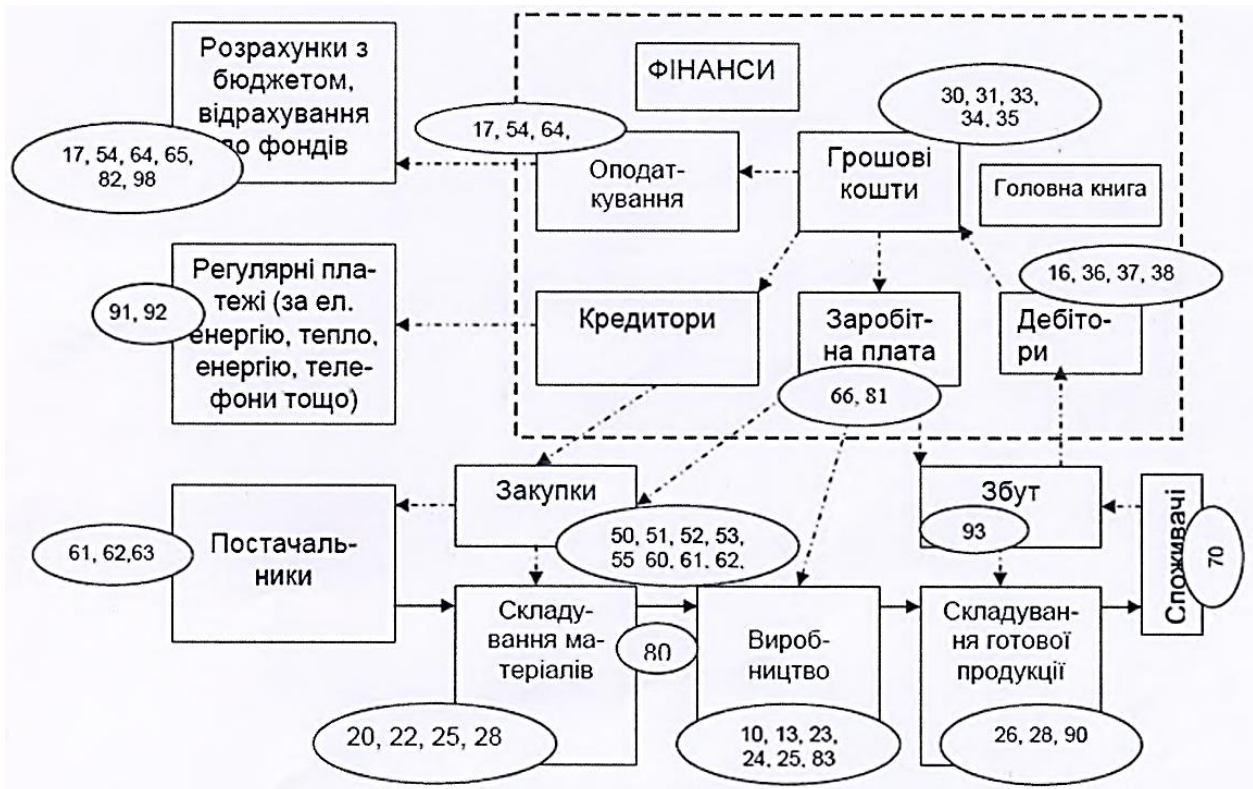 Розрахунки з
бюджетом,
відрахування
до фондів
17, 54, 64, 65,
82, 98
17, 54, 64,
Оподат-
кування
ФІНАНСИ
30, 31, 33,
34, 35
Грошові
кошти
Головна книга
Регулярні пла-
тежі (за ел.
енергію, тепло,
енергію, теле-
фони тощо)
91, 92
Кредитори
Заробіт-
на плата
66, 81
16, 36, 37, 38
Дебіто-
ри
Постачаль-
ники
61, 62,63
Закупки
50, 51, 52, 53,
55 60, 61, 62.
Збут
93
Споживачі
70
Складу-
вання ма-
теріалів
20, 22, 25, 28
80
Вироб-
ництво
10, 13, 23,
24, 25, 83
Складуван-
ня готової
продукції
26, 28, 90